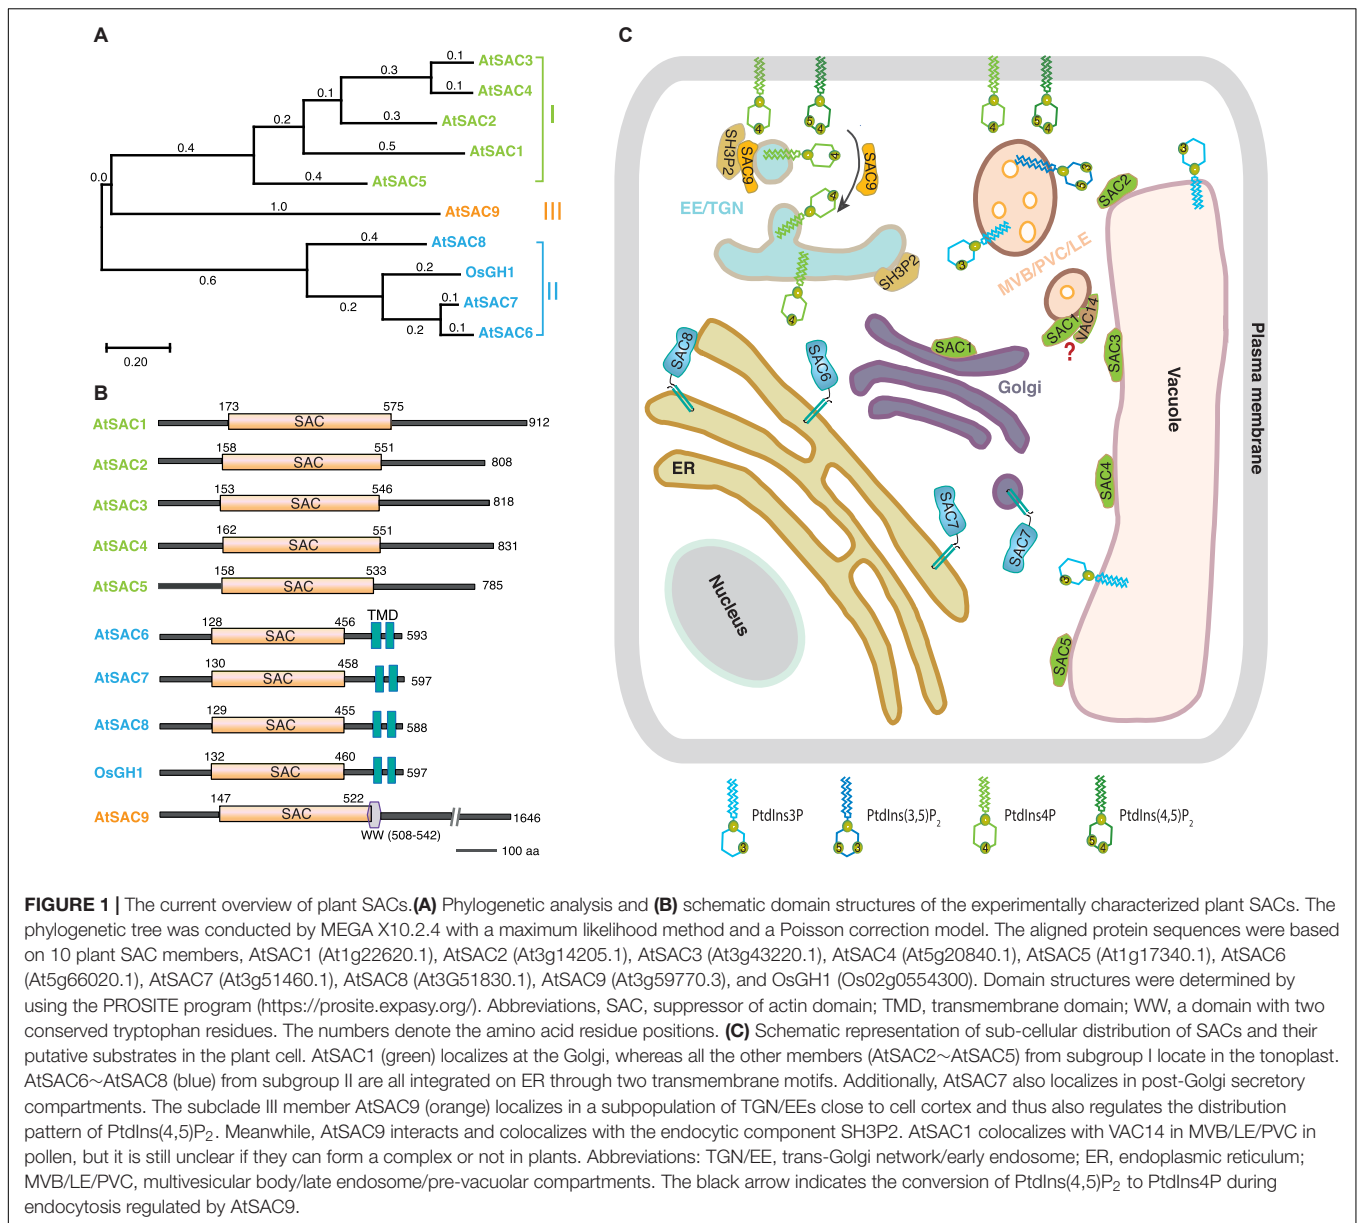 A
0.1
AtSAC3
0.3
0.1
AtSAC4
0.1
0.3
AtSAC2
I
0.2
0.5
AtSAC1
0.4
0.4
AtSAC5
0.0
1.0
AtSAC9
III
0.4
AtSAC8
0.2
OsGH1
0.6
0.2
0.1
AtSAC7
II
0.2
0.1
AtSAC6
0.20
B
173
575
AtSAC1
SAC
912
158
551
AtSAC2
SAC
808
153
546
AtSAC3
SAC
818
162
551
AtSAC4
SAC
831
158
533
AtSAC5
SAC
785
TMD
128
456
AtSAC6
SAC
593
130
458
AtSAC7
SAC
597
129
455
AtSAC8
SAC
588
132
460
OsGH1
SAC
597
147
522
AtSAC9
SAC
1646
WW (508-542)
100 aa
C
4
5
4
4
5
4
SH3P2
SAC9
4
SAC9
4
EE/TGN
SH3P2
4
3
5
3
MVB/PVC/LE
SAC2
3
SAC1
VAC14
?
SAC3
SAC8
SAC6
SAC1
Golgi
Vacuole
Plasma membrane
ER
SAC4
SAC7
SAC7
Nucleus
3
SAC5
3
PtdIns3P
5
3
PtdIns(3,5)P2
4
PtdIns4P
5
4
PtdIns(4,5)P2
FIGURE 1 | The current overview of plant SACs.(A) Phylogenetic analysis and (B) schematic domain structures of the experimentally characterized plant SACs. The
phylogenetic tree was conducted by MEGA X10.2.4 with a maximum likelihood method and a Poisson correction model. The aligned protein sequences were based
on 10 plant SAC members, AtSAC1 (At1g22620.1), AtSAC2 (At3g14205.1), AtSAC3 (At3g43220.1), AtSAC4 (At5g20840.1), AtSAC5 (At1g17340.1), AtSAC6
(At5g66020.1), AtSAC7 (At3g51460.1), AtSAC8 (At3G51830.1), AtSAC9 (At3g59770.3), and OsGH1 (Os02g0554300). Domain structures were determined by
using the PROSITE program (https://prosite.expasy.org/). Abbreviations, SAC, suppressor of actin domain; TMD, transmembrane domain; WW, a domain with two
conserved tryptophan residues. The numbers denote the amino acid residue positions. (C) Schematic representation of sub-cellular distribution of SACs and their
putative substrates in the plant cell. AtSAC1 (green) localizes at the Golgi, whereas all the other members (AtSAC2~AtSAC5) from subgroup I locate in the tonoplast.
AtSAC6~AtSAC8 (blue) from subgroup II are all integrated on ER through two transmembrane motifs. Additionally, AtSAC7 also localizes in post-Golgi secretory
compartments. The subclade III member AtSAC9 (orange) localizes in a subpopulation of TGN/EEs close to cell cortex and thus also regulates the distribution
pattern of PtdIns(4,5)P2. Meanwhile, AtSAC9 interacts and colocalizes with the endocytic component SH3P2. AtSAC1 colocalizes with VAC14 in MVB/LE/PVC in
pollen, but it is still unclear if they can form a complex or not in plants. Abbreviations: TGN/EE, trans-Golgi network/early endosome; ER, endoplasmic reticulum;
MVB/LE/PVC, multivesicular body/late endosome/pre-vacuolar compartments. The black arrow indicates the conversion of PtdIns(4,5)P2 to PtdIns4P during
endocytosis regulated by AtSAC9.